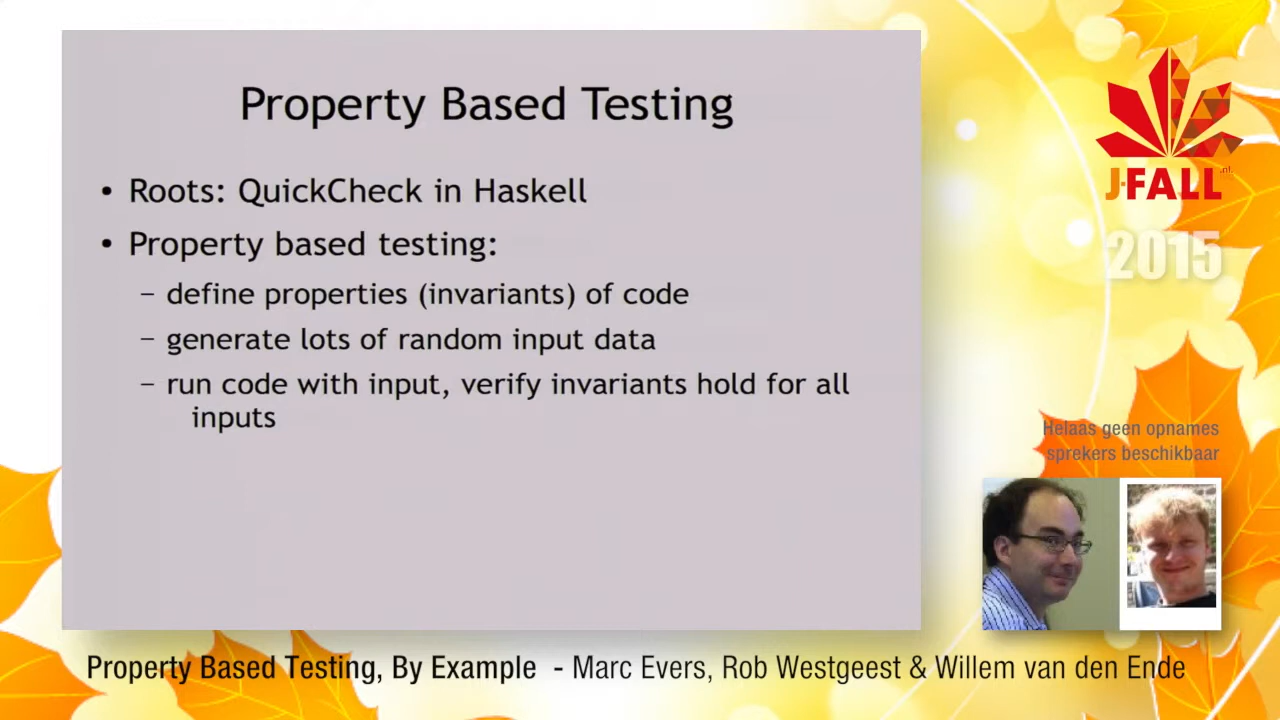 Property Based Testing
• Roots: QuickCheck in Haskell
• Property based testing:
– define properties (invariants) of code
– generate lots of random input data
– run code with input, verify invariants hold for all
inputs
J-FALL
.nl
2015
Helaas geen opnames
sprekers beschikbaar
Property Based Testing, By Example - Marc Evers, Rob Westgeest & Willem van den Ende